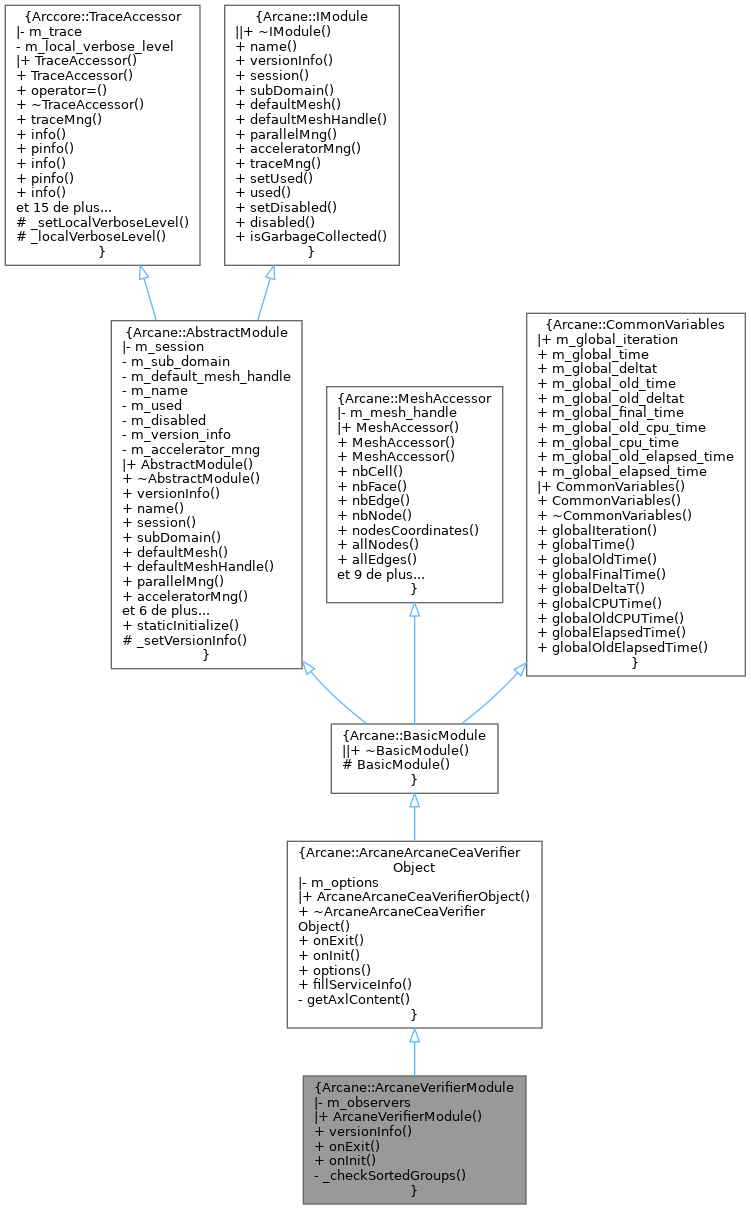 {Arccore::TraceAccessor
|- m_trace
- m_local_verbose_level
|+ TraceAccessor()
+ TraceAccessor()
+ operator=()
+ ~TraceAccessor()
+ traceMng()
+ info()
+ pinfo()
+ info()
+ pinfo()
+ info()
et 15 de plus...
# _setLocalVerboseLevel()
# _localVerboseLevel()
}
{Arcane::IModule
||+ ~IModule()
+ name()
+ versionInfo()
+ session()
+ subDomain()
+ defaultMesh()
+ defaultMeshHandle()
+ parallelMng()
+ acceleratorMng()
+ traceMng()
+ setUsed()
+ used()
+ setDisabled()
+ disabled()
+ isGarbageCollected()
}
{Arcane::AbstractModule
|- m_session
- m_sub_domain
- m_default_mesh_handle
- m_name
- m_used
- m_disabled
- m_version_info
- m_accelerator_mng
|+ AbstractModule()
+ ~AbstractModule()
+ versionInfo()
+ name()
+ session()
+ subDomain()
+ defaultMesh()
+ defaultMeshHandle()
+ parallelMng()
+ acceleratorMng()
et 6 de plus...
+ staticInitialize()
# _setVersionInfo()
}
{Arcane::MeshAccessor
|- m_mesh_handle
|+ MeshAccessor()
+ MeshAccessor()
+ MeshAccessor()
+ nbCell()
+ nbFace()
+ nbEdge()
+ nbNode()
+ nodesCoordinates()
+ allNodes()
+ allEdges()
et 9 de plus...
}
{Arcane::CommonVariables
|+ m_global_iteration
+ m_global_time
+ m_global_deltat
+ m_global_old_time
+ m_global_old_deltat
+ m_global_final_time
+ m_global_old_cpu_time
+ m_global_cpu_time
+ m_global_old_elapsed_time
+ m_global_elapsed_time
|+ CommonVariables()
+ CommonVariables()
+ ~CommonVariables()
+ globalIteration()
+ globalTime()
+ globalOldTime()
+ globalFinalTime()
+ globalDeltaT()
+ globalCPUTime()
+ globalOldCPUTime()
+ globalElapsedTime()
+ globalOldElapsedTime()
}
{Arcane::BasicModule
||+ ~BasicModule()
# BasicModule()
}
{Arcane::ArcaneArcaneCeaVerifier
Object
|- m_options
|+ ArcaneArcaneCeaVerifierObject()
+ ~ArcaneArcaneCeaVerifier
Object()
+ onExit()
+ onInit()
+ options()
+ fillServiceInfo()
- getAxlContent()
}
{Arcane::ArcaneVerifierModule
|- m_observers
|+ ArcaneVerifierModule()
+ versionInfo()
+ onExit()
+ onInit()
- _checkSortedGroups()
}